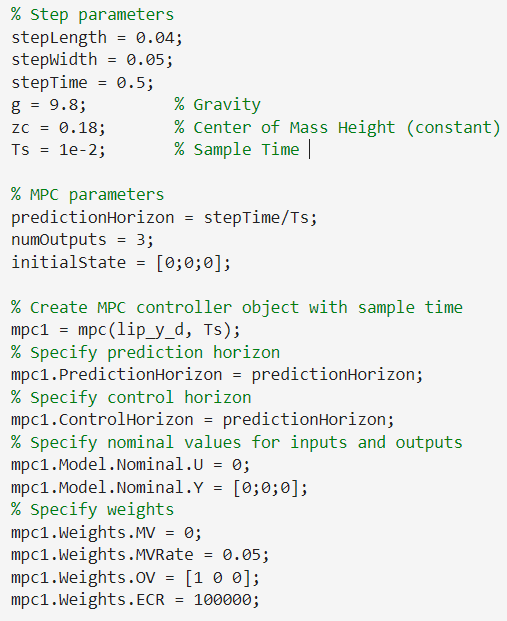 % Step parameters
stepLength = 0.04;
stepWidth = 0.05;
stepTime = 0.5;
g = 9.8;         % Gravity
zc = 0.18;       % Center of Mass Height (constant)
Ts = 1e-2;       % Sample Time
% MPC parameters
predictionHorizon = stepTime/Ts;
numOutputs = 3;
initialState = [0;0;0];
% Create MPC controller object with sample time
mpc1 = mpc(lip_y_d, Ts);
% Specify prediction horizon
mpc1.PredictionHorizon = predictionHorizon;
% Specify control horizon
mpc1.ControlHorizon = predictionHorizon;
% Specify nominal values for inputs and outputs
mpc1.Model.Nominal.U = 0;
mpc1.Model.Nominal.Y = [0;0;0];
% Specify weights
mpc1.Weights.MV = 0;
mpc1.Weights.MVRate = 0.05;
mpc1.Weights.OV = [1 0 0];
mpc1.Weights.ECR = 100000;